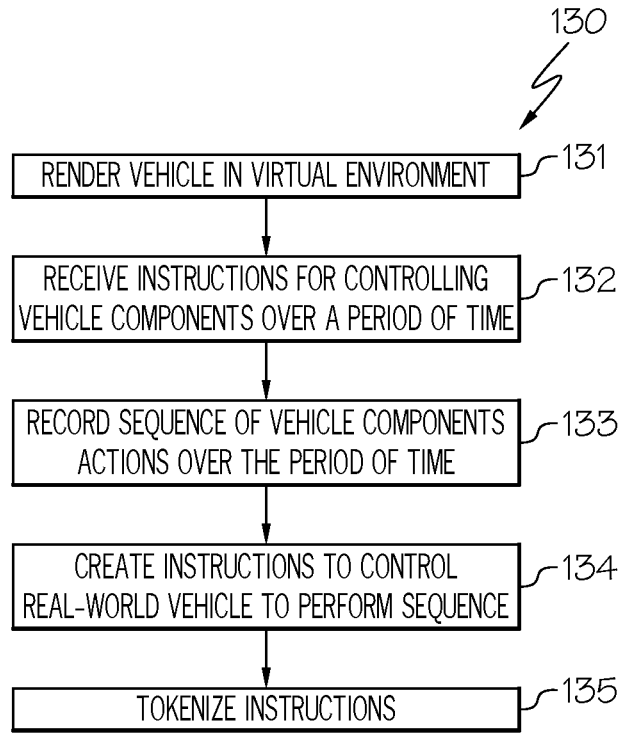 130
RENDER VEHICLE IN VIRTUAL ENVIRONMENT
131
RECEIVE INSTRUCTIONS FOR CONTROLLING
VEHICLE COMPONENTS OVER A PERIOD OF TIME
132
RECORD SEQUENCE OF VEHICLE COMPONENTS
ACTIONS OVER THE PERIOD OF TIME
133
CREATE INSTRUCTIONS TO CONTROL
REAL-WORLD VEHICLE TO PERFORM SEQUENCE
134
TOKENIZE INSTRUCTIONS
135